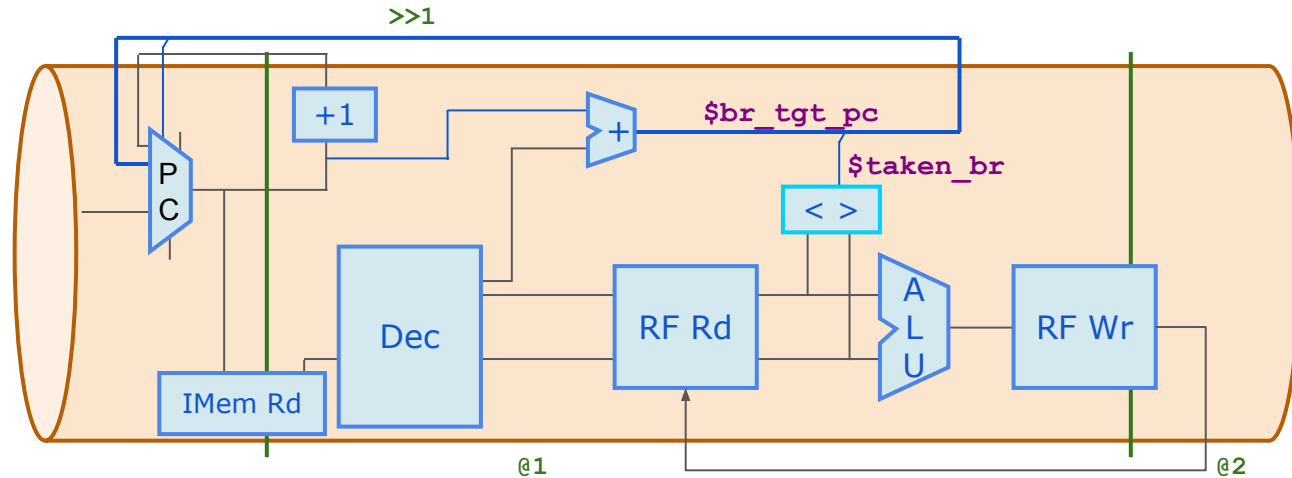 >>1
+1
+
$br_tgt_pc
$taken_br
P
C
< >
Dec
RF Rd
A
L
U
RF Wr
IMem Rd
@1
@2